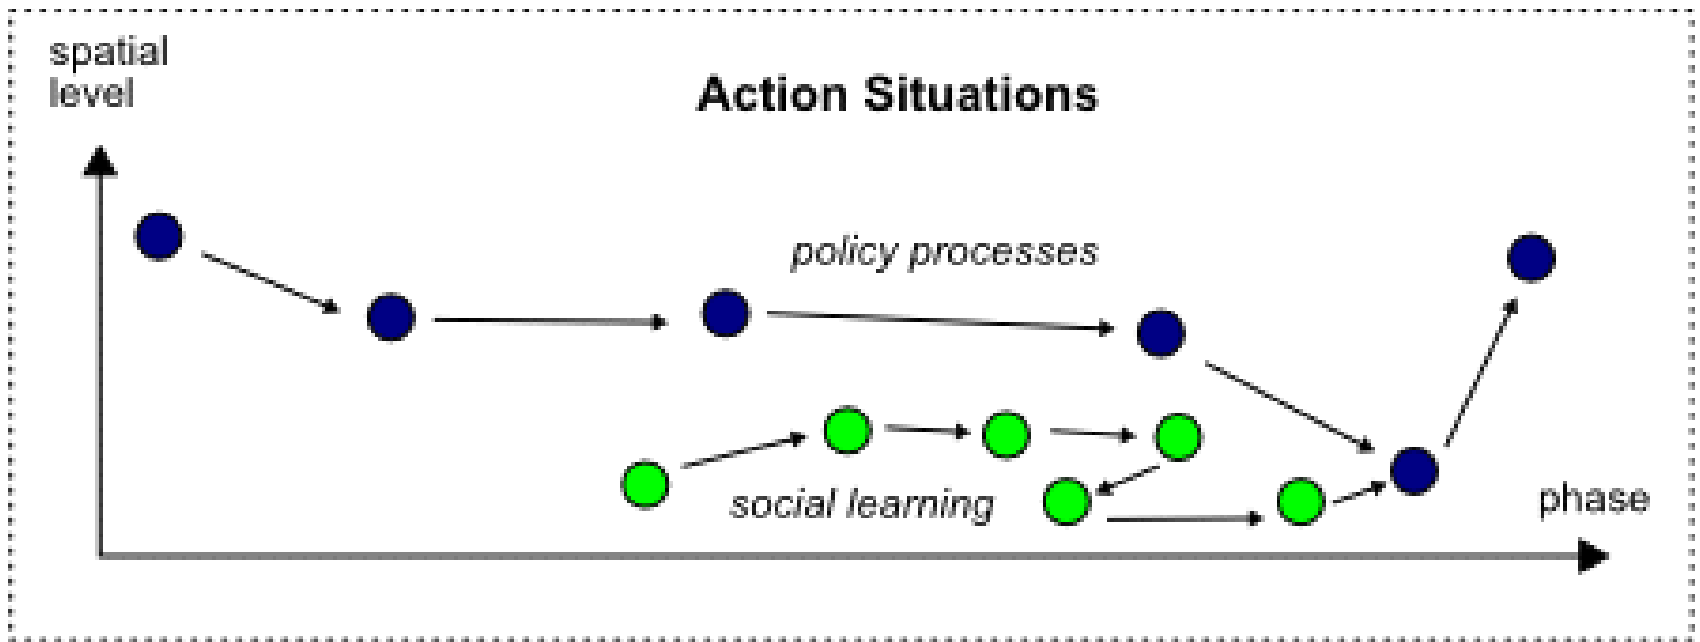 spatial
level
Action Situations
policy processes
social learning
phase